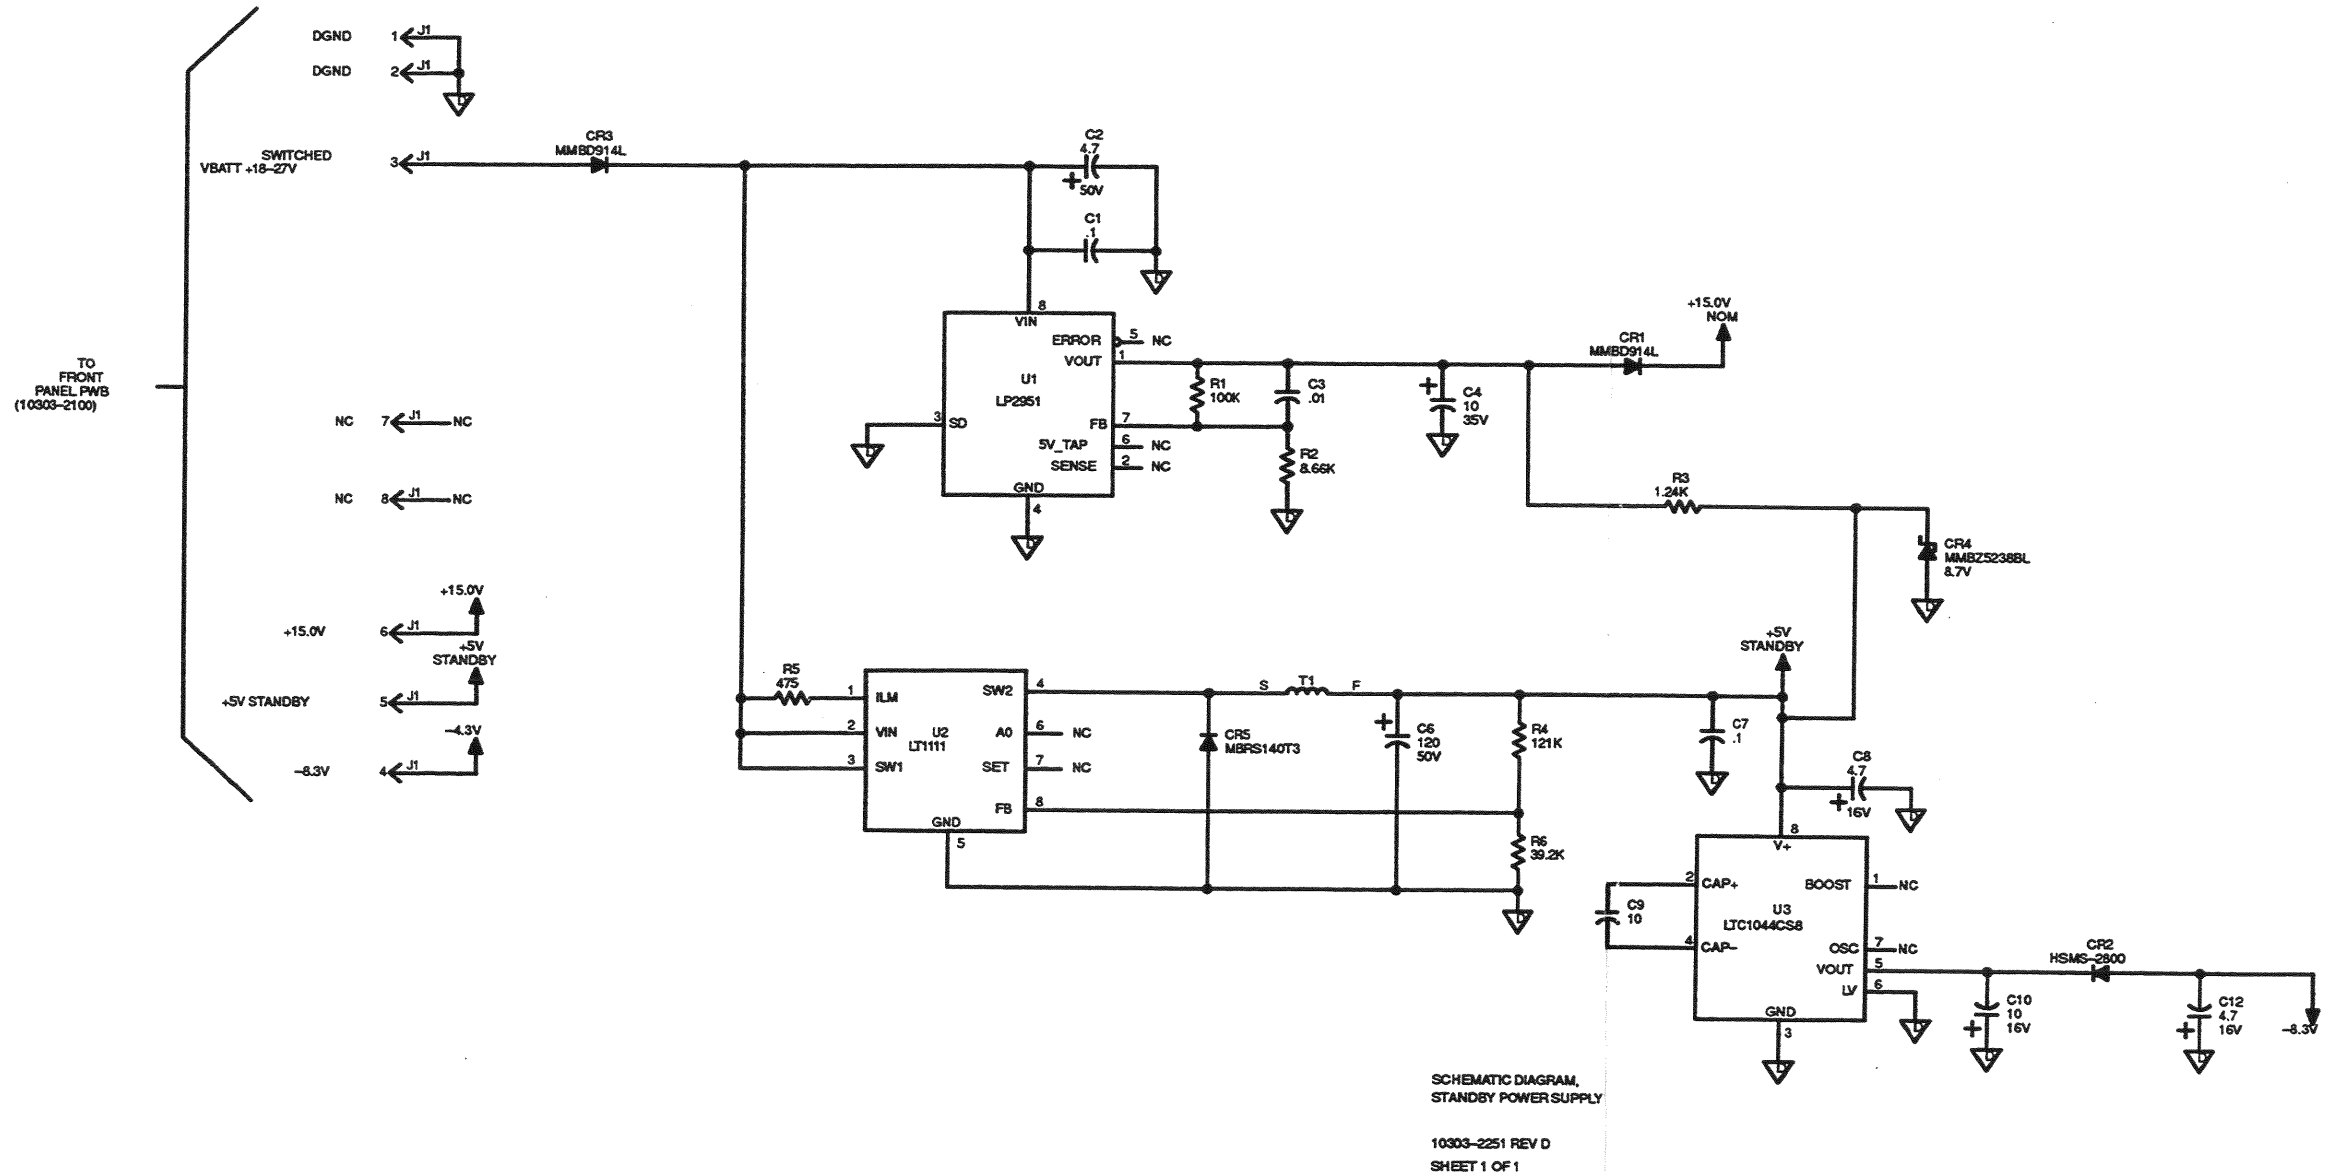 DGND 1 J1
DGND 2 J1
D
SWITCHED
VBATT +18-27V
3 J1
CR3
MMBD914L
C2
4.7
+
50V
C1
.1
D
TO
FRONT
PANEL PWB
(10303-2100)
NC 7 J1 NC
NC 8 J1 NC
+15.0V
+15.0V 6 J1
+5V
STANDBY
+5V STANDBY 5 J1
-4.3V
-8.3V 4 J1
8
VIN
ERROR 5 NC
VOUT 1
U1
LP2951
3 SD
FB 7
5V_TAP 6 NC
SENSE 2 NC
GND
4
D
D
R1
100K
C3
.01
R2
8.66K
D
+
C4
10
35V
D
CR1
MMBD914L
+15.0V
NOM
R3
1.24K
CR4
MMBZ5238BL
8.7V
D
R5
475
1 ILM
2 VIN
3 SW1
U2
LT1111
SW2 4
A0 6 NC
SET 7 NC
FB 8
GND
5
CR5
MBRS140T3
S T1 F
+
C6
120
50V
R4
121K
R6
39.2K
D
C7
.1
D
+5V
STANDBY
C8
4.7
+
16V
D
8
V+
2 CAP+
4 CAP-
C9
10
U3
LTC1044CS8
BOOST 1 NC
OSC 7 NC
VOUT 5
LV 6
GND
3
D
D
C10
10
16V
+
D
CR2
HSMS-2800
C12
4.7
16V
+
D
-8.3V
SCHEMATIC DIAGRAM,
STANDBY POWER SUPPLY
10303-2251 REV D
SHEET 1 OF 1